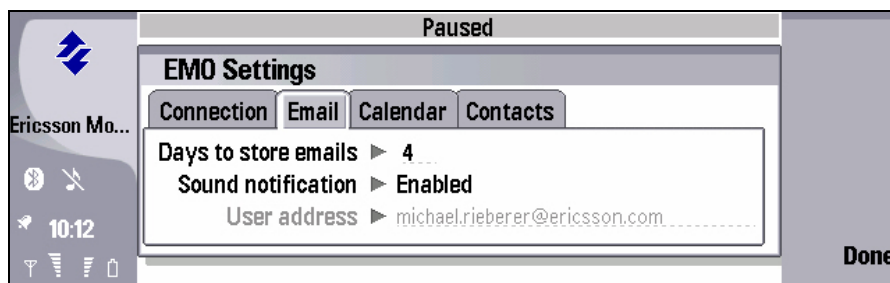 Paused
EMO Settings
Connection Email Calendar Contacts
Ericsson Mo...
Days to store emails 4
Sound notification Enabled
User address michael.rieberer@ericsson.com
10:12
Done